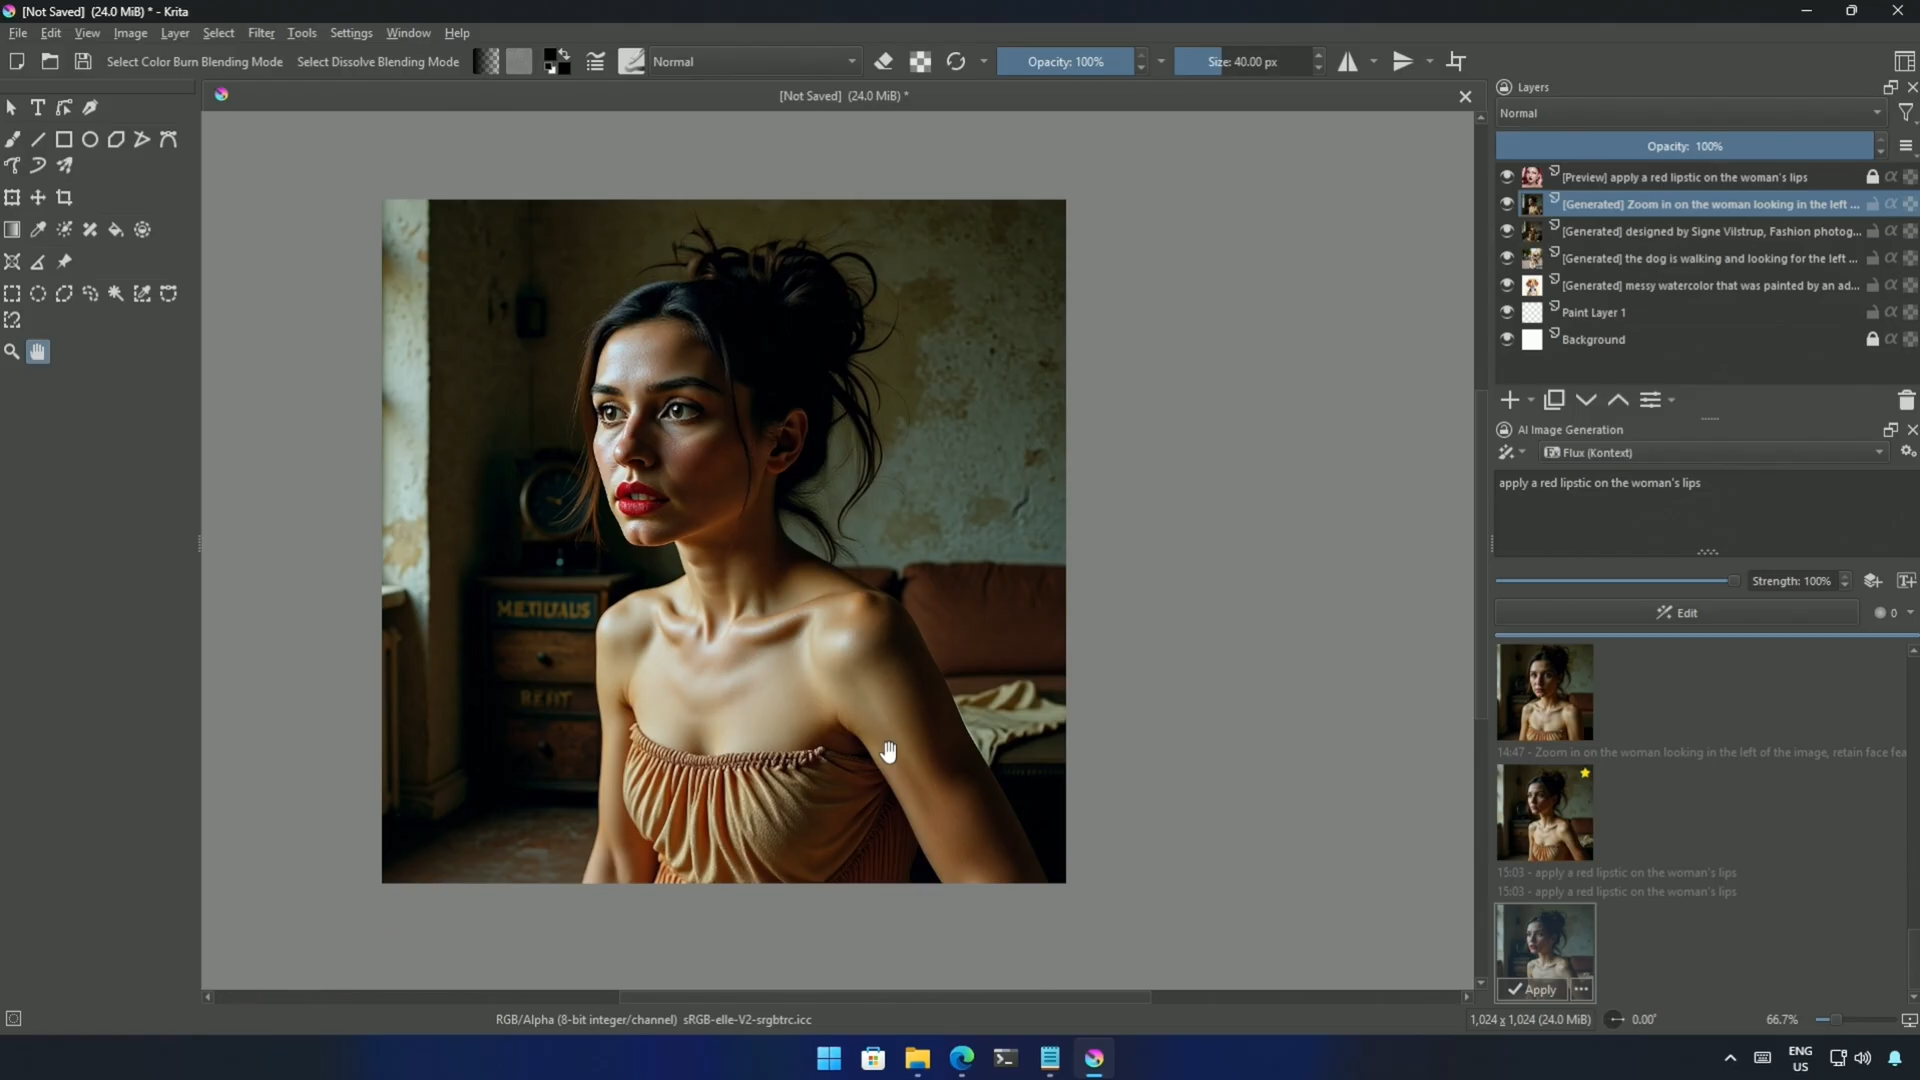 [Not Saved]  (24.0 MiB) * - Krita
File Edit View Image Layer Select Filter Tools Settings Window Help
Select Color Burn Blending Mode Select Dissolve Blending Mode Normal Opacity: 100% Size: 40.00 px
[Not Saved]  (24.0 MiB) *
Layers
Normal
Opacity:  100%
[Preview] apply a red lipstic on the woman's lips
[Generated] Zoom in on the woman looking in the left ...
[Generated] designed by Signe Vilstrup, Fashion photog...
[Generated] the dog is walking and looking for the left ...
[Generated] messy watercolor that was painted by an ad...
Paint Layer 1
Background
AI Image Generation
Flux (Kontext)
apply a red lipstic on the woman's lips
Strength: 100%
Edit 0
METILTAUS
BEAT
14:47 - Zoom in on the woman looking in the left of the image, retain face fea
15:03 - apply a red lipstic on the woman's lips
15:03 - apply a red lipstic on the woman's lips
Apply
RGB/Alpha (8-bit integer/channel)  sRGB-elle-V2-srgbtrc.icc
1,024 x 1,024 (24.0 MiB) 0.00° 66.7%
ENG
US